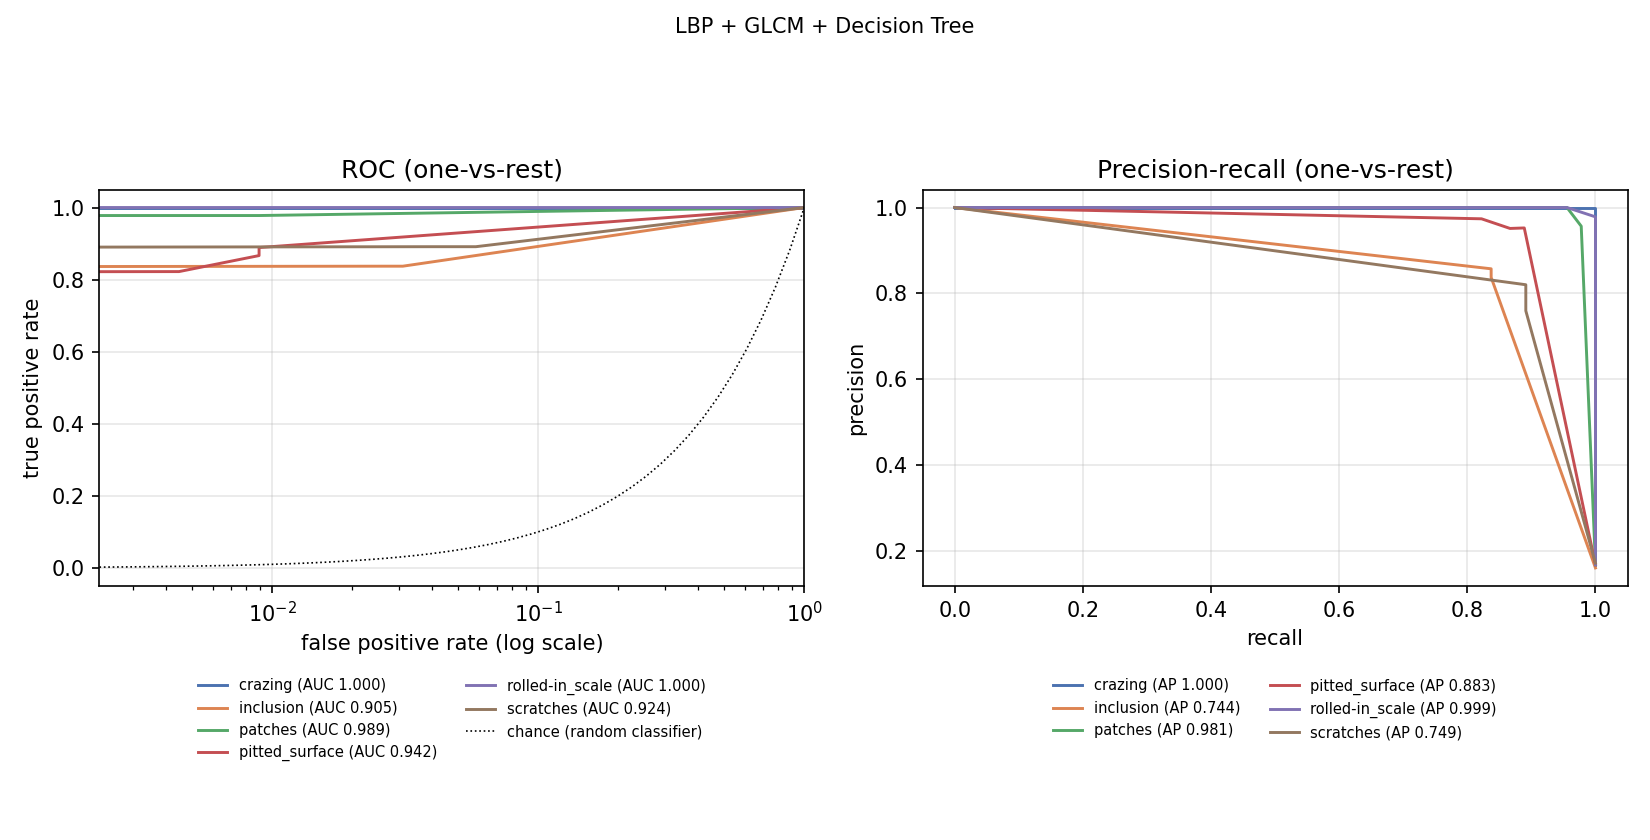 LBP + GLCM + Decision Tree
ROC (one-vs-rest)
1.0
0.8
0.6
0.4
0.2
0.0
true positive rate
10⁻²
10⁻¹
10⁰
false positive rate (log scale)
crazing (AUC 1.000)
inclusion (AUC 0.905)
patches (AUC 0.989)
pitted_surface (AUC 0.942)
rolled-in_scale (AUC 1.000)
scratches (AUC 0.924)
chance (random classifier)
Precision-recall (one-vs-rest)
1.0
0.8
0.6
0.4
0.2
precision
0.0
0.2
0.4
0.6
0.8
1.0
recall
crazing (AP 1.000)
inclusion (AP 0.744)
patches (AP 0.981)
pitted_surface (AP 0.883)
rolled-in_scale (AP 0.999)
scratches (AP 0.749)